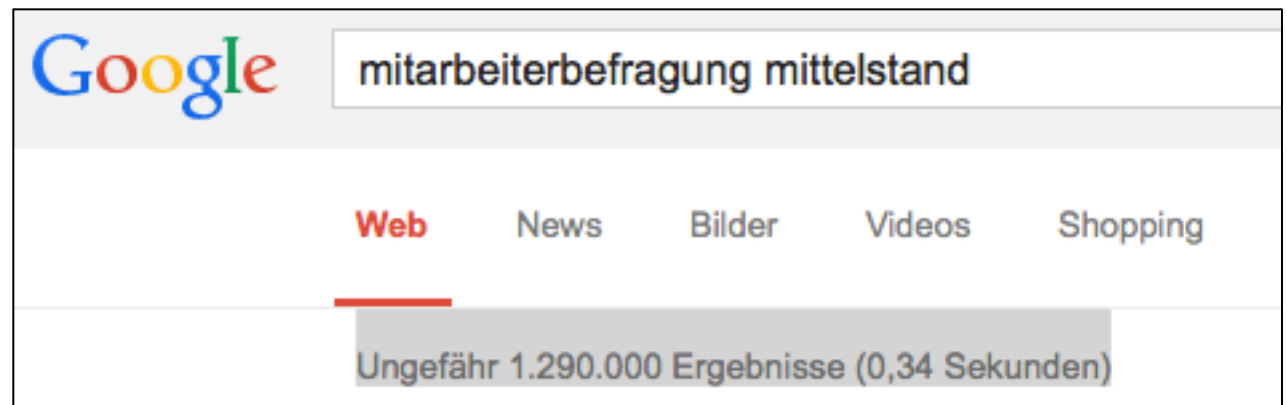 Google mitarbeiterbefragung mittelstand
Web News Bilder Videos Shopping
Ungefähr 1.290.000 Ergebnisse (0,34 Sekunden)